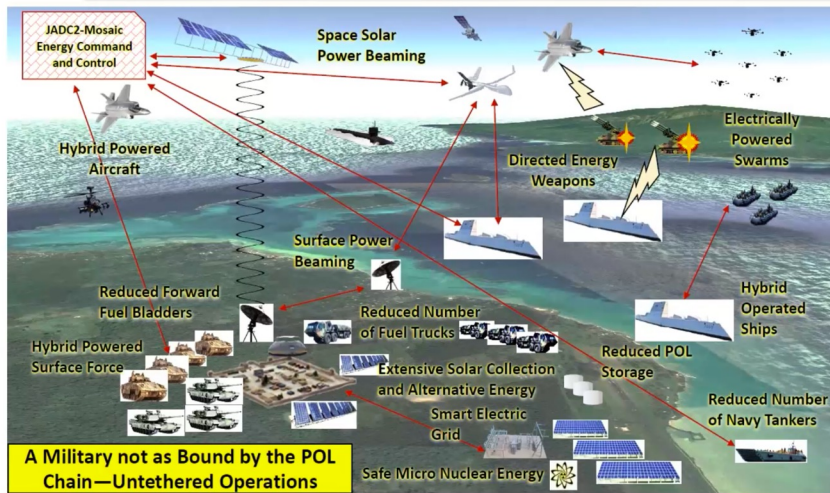 JADC2-Mosaic
Energy Command
and Control
Space Solar
Power Beaming
Hybrid Powered
Aircraft
Directed Energy
Weapons
Electrically
Powered
Swarms
Surface Power
Beaming
Reduced Forward
Fuel Bladders
Reduced Number
of Fuel Trucks
Hybrid
Operated
Ships
Hybrid Powered
Surface Force
Reduced POL
Storage
Extensive Solar Collection
and Alternative Energy
Reduced Number
of Navy Tankers
Smart Electric
Grid
Safe Micro Nuclear Energy
A Military not as Bound by the POL
Chain—Untethered Operations